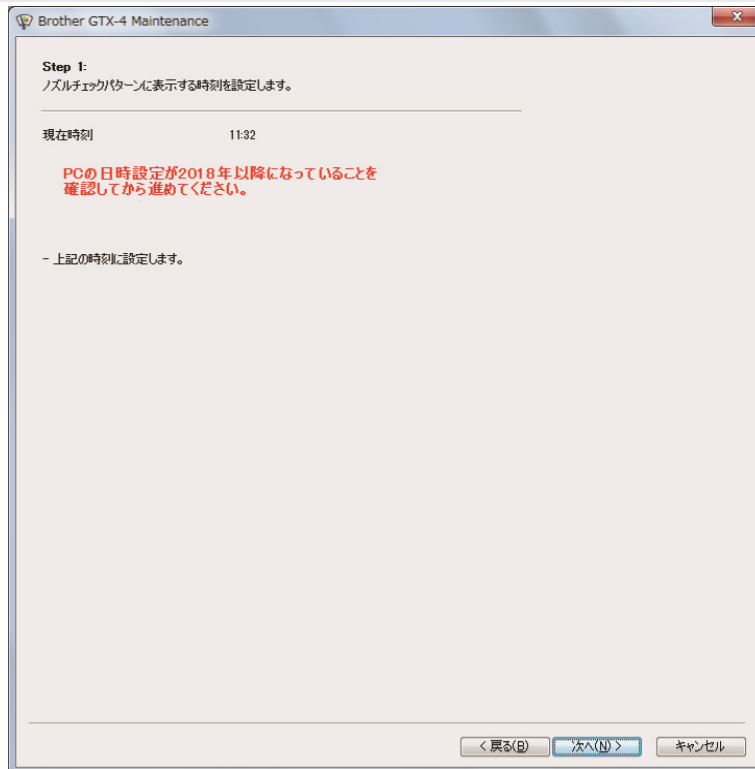 Brother GTX-4 Maintenance
Step 1:
ノズルチェックパターンに表示する時刻を設定します。
現在時刻 11:32
PCの日時設定が2018年以降になっていることを
確認してから進めてください。
- 上記の時刻に設定します。
< 戻る(B) 次へ(N) > キャンセル